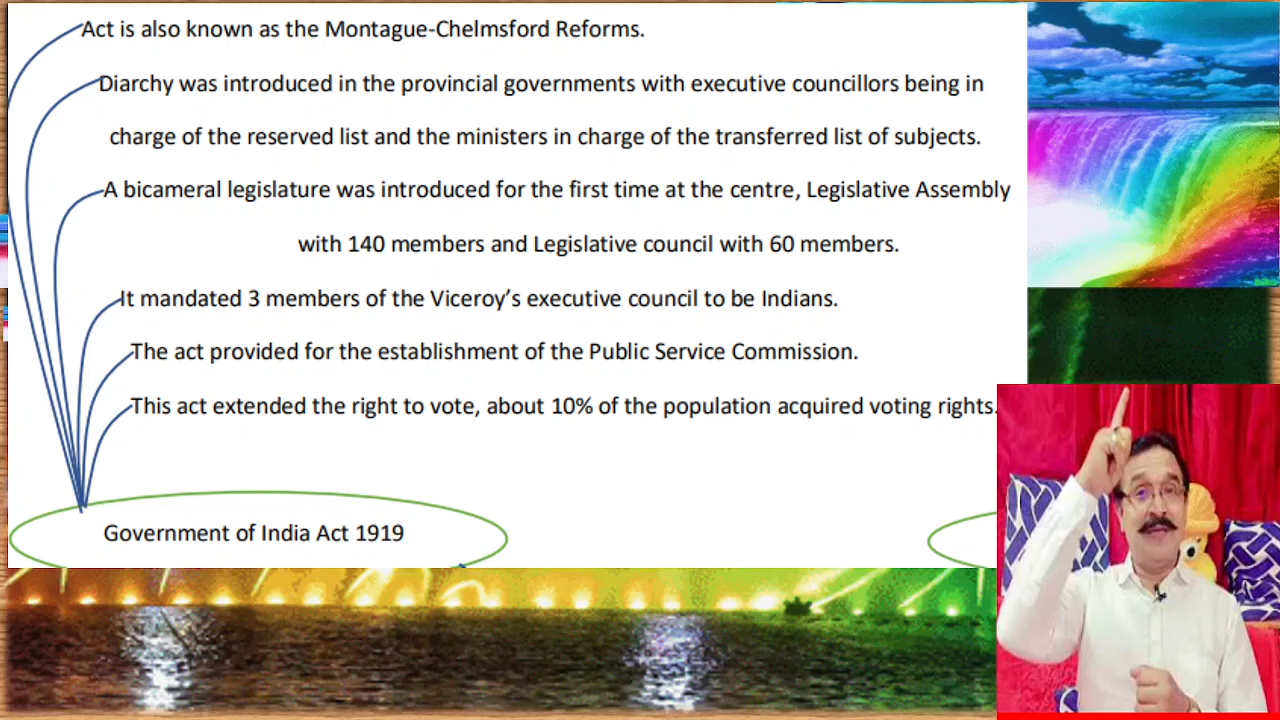 Act is also known as the Montague-Chelmsford Reforms.
Diarchy was introduced in the provincial governments with executive councillors being in
charge of the reserved list and the ministers in charge of the transferred list of subjects.
A bicameral legislature was introduced for the first time at the centre, Legislative Assembly
with 140 members and Legislative council with 60 members.
It mandated 3 members of the Viceroy’s executive council to be Indians.
The act provided for the establishment of the Public Service Commission.
This act extended the right to vote, about 10% of the population acquired voting rights.
Government of India Act 1919